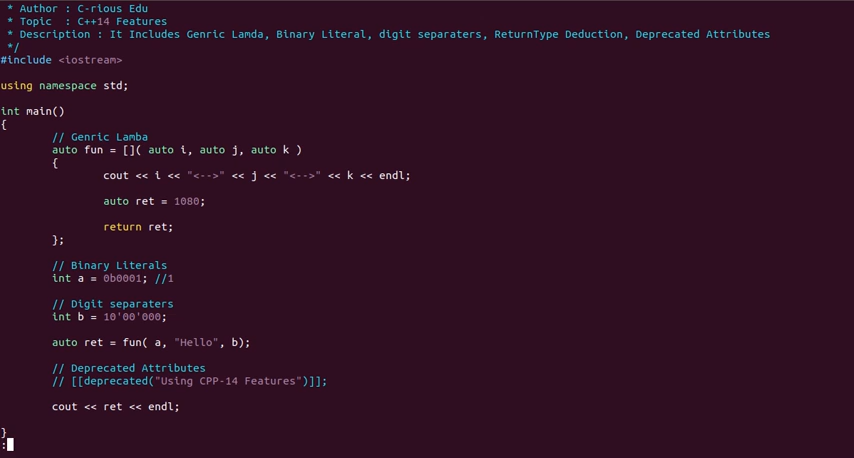 * Author : C-rious Edu
* Topic  : C++14 Features
* Description : It Includes Genric Lamda, Binary Literal, digit separaters, ReturnType Deduction, Deprecated Attributes
*/
#include <iostream>
using namespace std;
int main()
{
// Genric Lamba
auto fun = []( auto i, auto j, auto k )
{
cout << i << "<-->" << j << "<-->" << k << endl;
auto ret = 1080;
return ret;
};
// Binary Literals
int a = 0b0001; //1
// Digit separaters
int b = 10'00'000;
auto ret = fun( a, "Hello", b);
// Deprecated Attributes
// [[deprecated("Using CPP-14 Features")]];
cout << ret << endl;
}
: